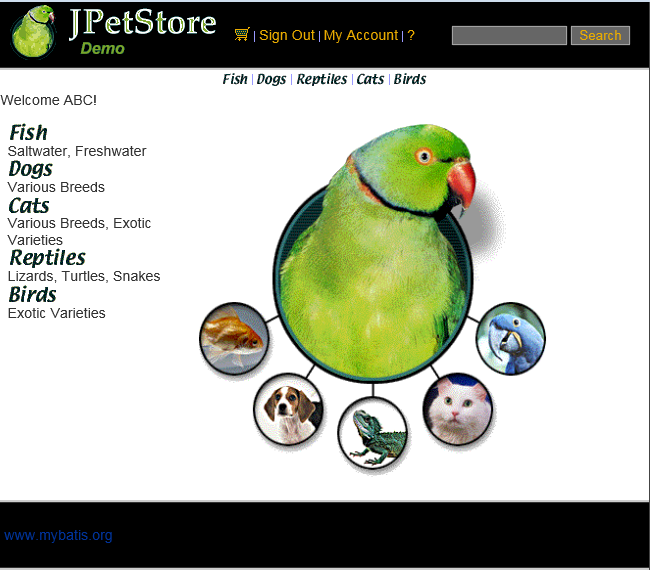 JPetStore
Demo
| Sign Out | My Account | ?
Search
Fish | Dogs | Reptiles | Cats | Birds
Welcome ABC!
Fish
Saltwater, Freshwater
Dogs
Various Breeds
Cats
Various Breeds, Exotic
Varieties
Reptiles
Lizards, Turtles, Snakes
Birds
Exotic Varieties
www.mybatis.org